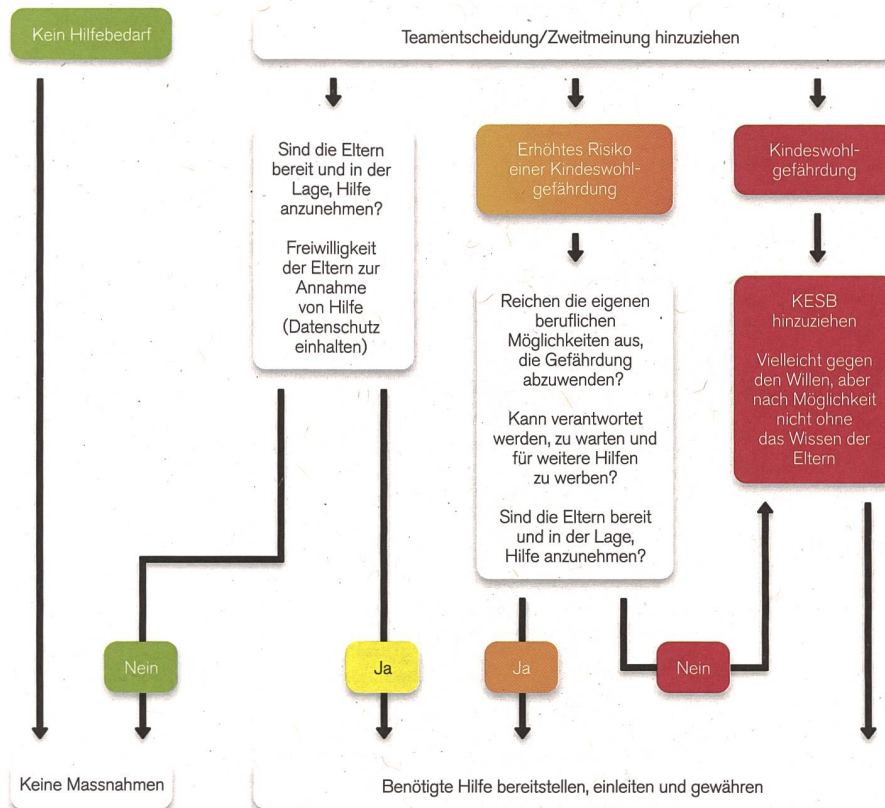 Kein Hilfebedarf
Teamentscheidung/Zweitmeinung hinzuziehen
Sind die Eltern
bereit und in der
Lage, Hilfe
anzunehmen?
Freiwilligkeit
der Eltern zur
Annahme
von Hilfe
(Datenschutz
einhalten)
Erhöhtes Risiko
einer Kindeswohl-
gefährdung
Reichen die eigenen
beruflichen
Möglichkeiten aus,
die Gefährdung
abzuwenden?
Kann verantwortet
werden, zu warten und
für weitere Hilfen
zu werben?
Sind die Eltern bereit
und in der Lage,
Hilfe anzunehmen?
Kindeswohl-
gefährdung
KESB
hinzuziehen
Vielleicht gegen
den Willen, aber
nach Möglichkeit
nicht ohne
das Wissen der
Eltern
Nein
Ja
Ja
Nein
Keine Massnahmen
Benötigte Hilfe bereitstellen, einleiten und gewähren